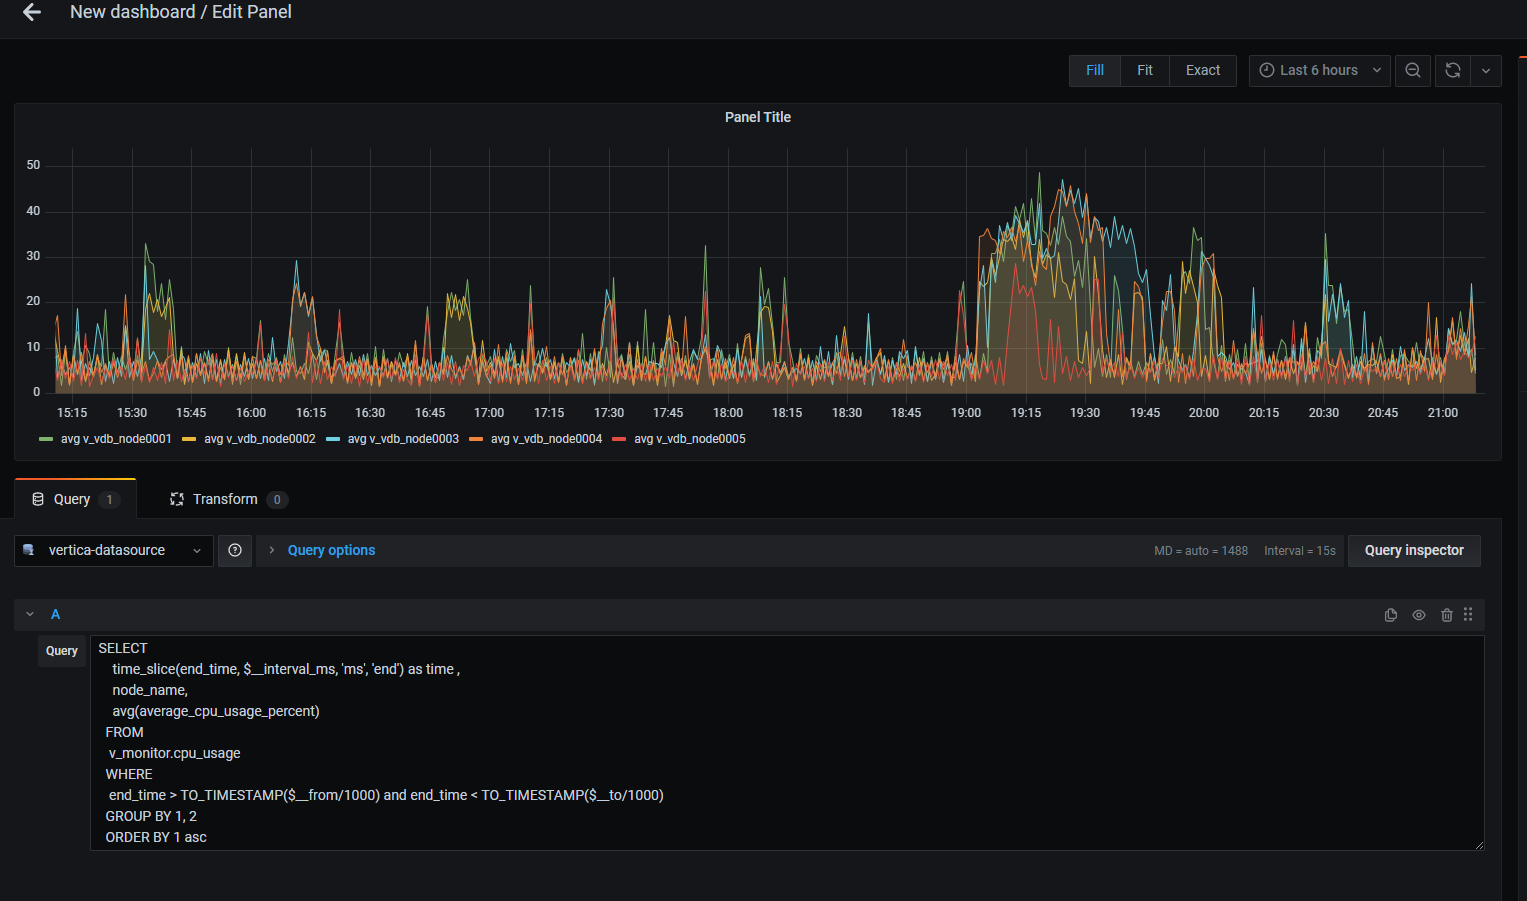 New dashboard / Edit Panel
Fill Fit Exact Last 6 hours
Panel Title
50
40
30
20
10
0
15:15 15:30 15:45 16:00 16:15 16:30 16:45 17:00 17:15 17:30 17:45 18:00 18:15 18:30 18:45 19:00 19:15 19:30 19:45 20:00 20:15 20:30 20:45 21:00
avg v_vdb_node0001 avg v_vdb_node0002 avg v_vdb_node0003 avg v_vdb_node0004 avg v_vdb_node0005
Query 1 Transform 0
vertica-datasource Query options MD = auto = 1488 Interval = 15s Query inspector
A
Query
SELECT
time_slice(end_time, $__interval_ms, 'ms', 'end') as time ,
node_name,
avg(average_cpu_usage_percent)
FROM
v_monitor.cpu_usage
WHERE
end_time > TO_TIMESTAMP($__from/1000) and end_time < TO_TIMESTAMP($__to/1000)
GROUP BY 1, 2
ORDER BY 1 asc